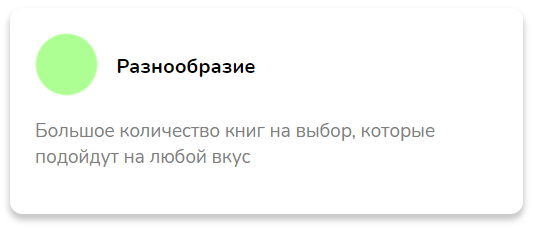 Разнообразие
Большое количество книг на выбор, которые
подойдут на любой вкус